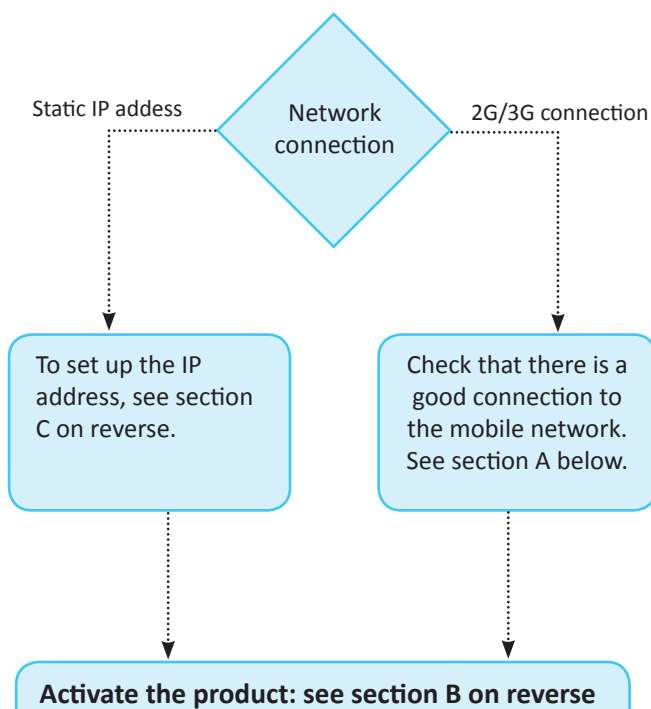 Static IP addess
Network
connection
2G/3G connection
To set up the IP
address, see section
C on reverse.
Check that there is a
good connection to
the mobile network.
See section A below.
Activate the product: see section B on reverse